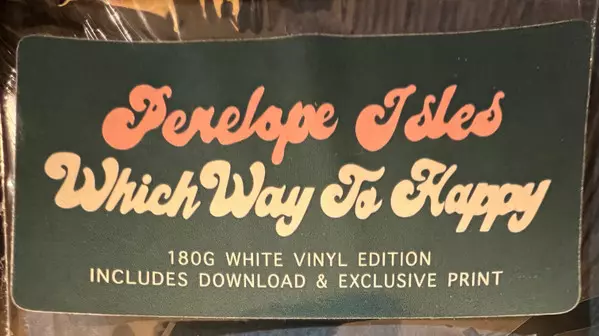 Penelope Isles
Which Way To Happy
180G WHITE VINYL EDITION
INCLUDES DOWNLOAD & EXCLUSIVE PRINT